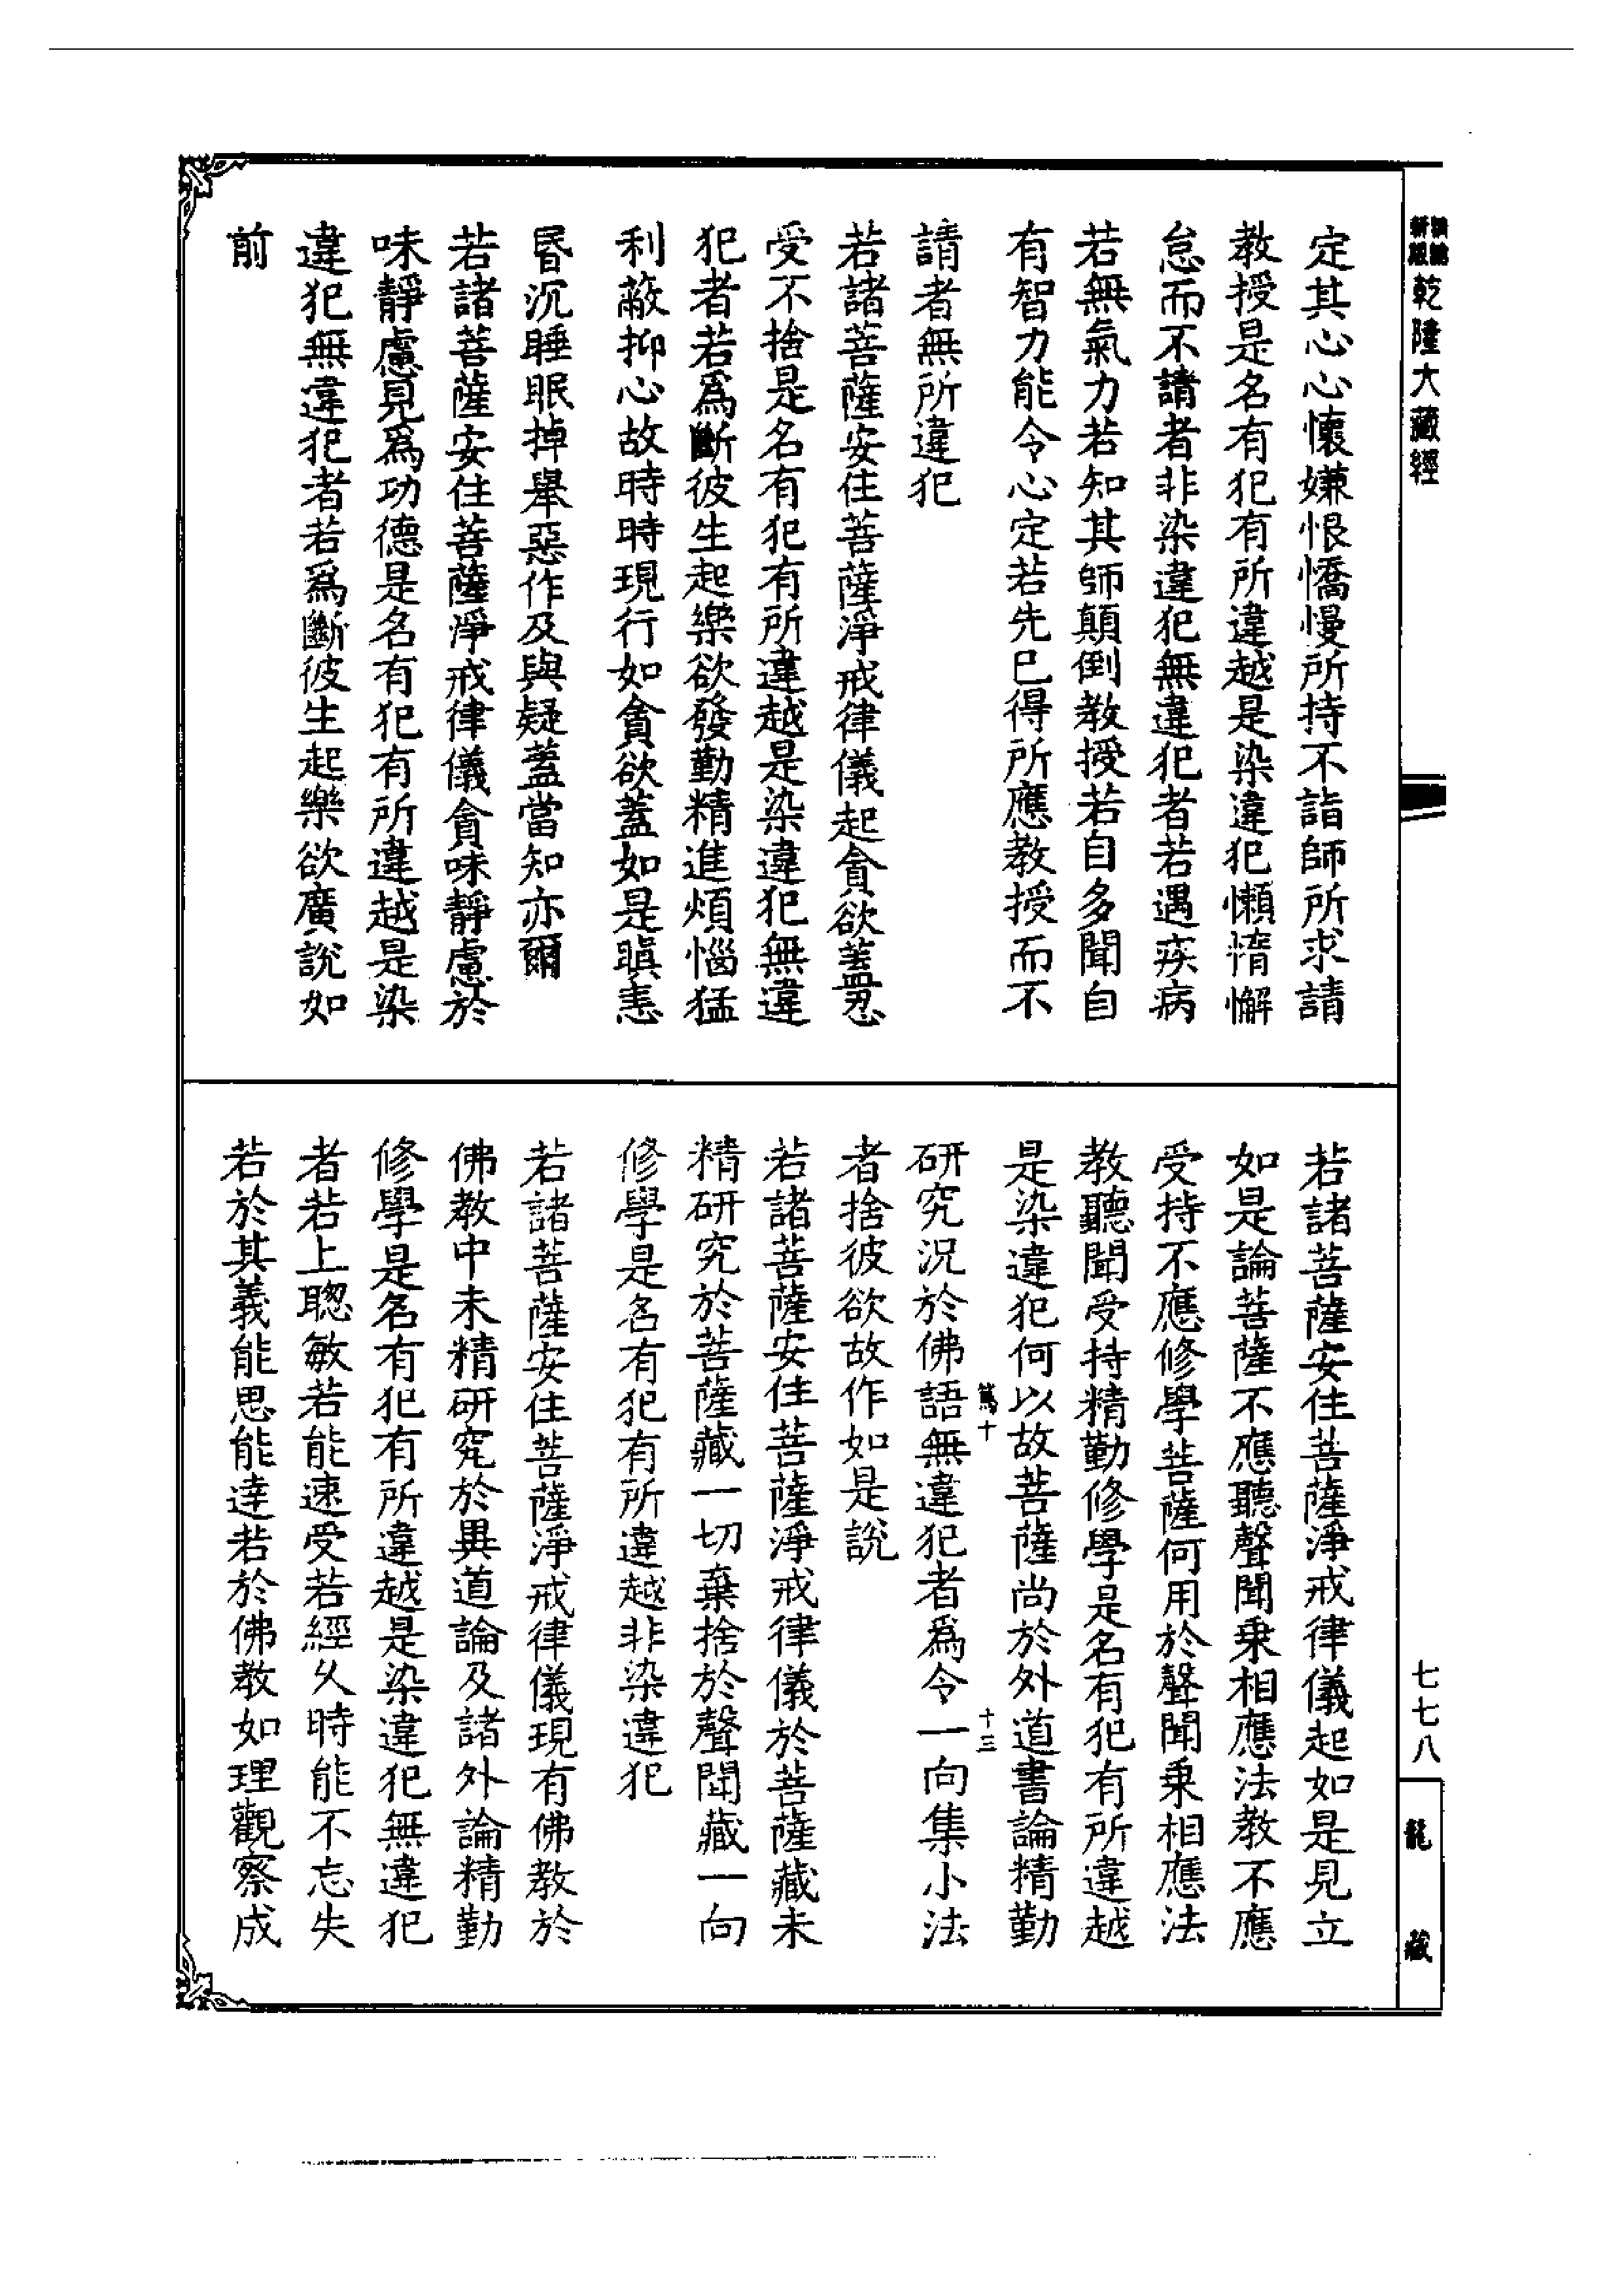 乾隆大藏經
定其心心懷嫌恨憍慢所持不詣師所求請
教授是名有犯有所違越是染違犯懶惰懈
怠而不請者非染違犯無違犯者若遇疾病
若無氣力若知其師顛倒教授若自多聞自
有智力能令心定若先已得所應教授而不
請者無所違犯
若諸菩薩安住菩薩淨戒律儀起貪欲蓋忍
受不捨是名有犯有所違越是染違犯無違
犯者若爲斷彼生起樂欲發勤精進煩惱猛
利蔽抑心故時時現行如貪欲蓋如是瞋恚
昬沉睡眠掉舉惡作及與疑蓋當知亦爾
若諸菩薩安住菩薩淨戒律儀貪味靜慮於
味靜慮見爲功德是名有犯有所違越是染
違犯無違犯者若爲斷彼生起樂欲廣說如
前
若諸菩薩安住菩薩淨戒律儀起如是見立
如是論菩薩不應聽聲聞乘相應法教不應
受持不應修學菩薩何用於聲聞乘相應法
教聽聞受持精勤修學是名有犯有所違越
是染違犯何以故菩薩尚於外道書論精勤
篤十 十三
研究況於佛語無違犯者爲令一向集小法
者捨彼欲故作如是說
若諸菩薩安住菩薩淨戒律儀於菩薩藏未
精研究於菩薩藏一切棄捨於聲聞藏一向
修學是名有犯有所違越非染違犯
若諸菩薩安住菩薩淨戒律儀現有佛教於
佛教中未精研究於異道論及諸外論精勤
修學是名有犯有所違越是染違犯無違犯
者若上聰敏若能速受若經久時能不忘失
若於其義能思能達若於佛教如理觀察成
七七八
龍藏